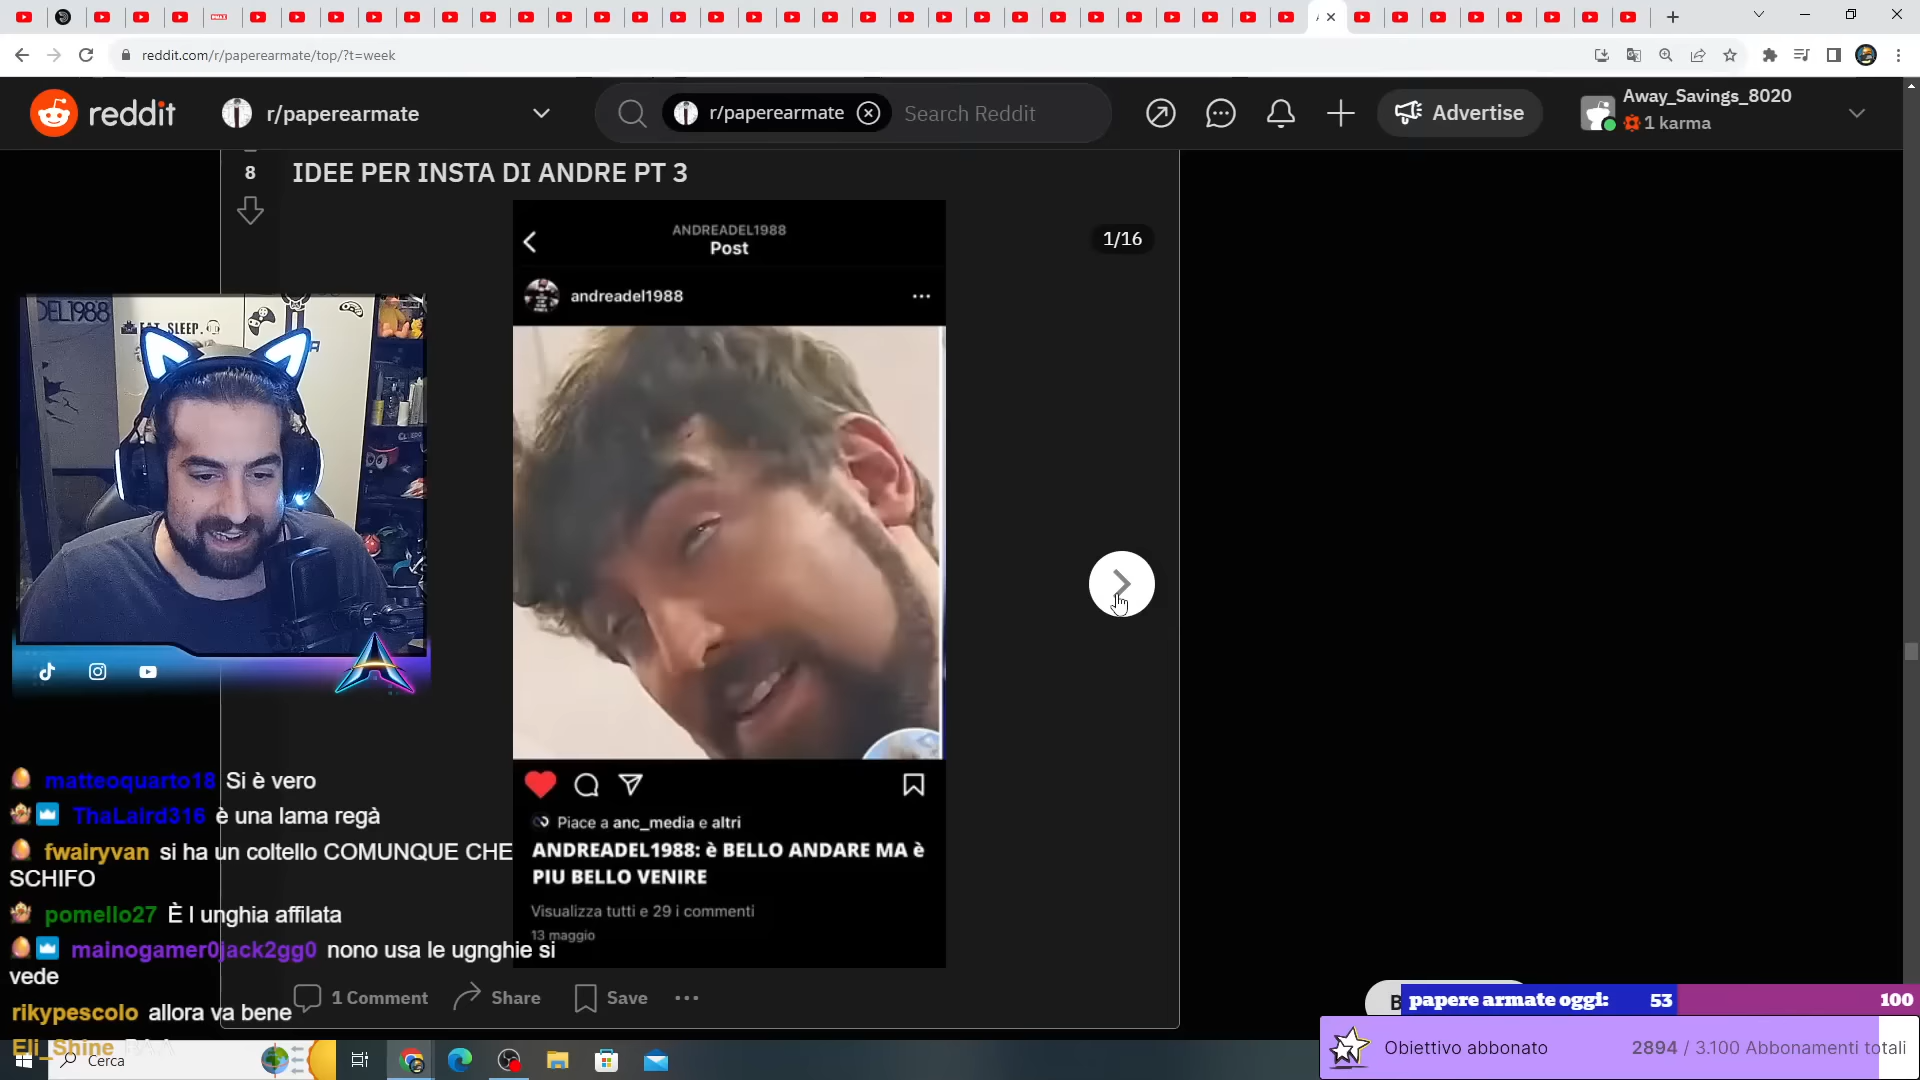 reddit.com/r/paperearmate/top/?t=week
reddit
r/paperearmate
r/paperearmate
Search Reddit
Advertise
Away_Savings_8020
1 karma
8
IDEE PER INSTA DI ANDRE PT 3
1/16
ANDREADEL1988
Post
andreadel1988
DEL1988
EAT SLEEP.
Piace a anc_media e altri
ANDREADEL1988: è BELLO ANDARE MA è
PIU BELLO VENIRE
Visualizza tutti e 29 i commenti
13 maggio
matteoquarto18 Si è vero
ThaLaird316 è una lama regà
fwairyvan si ha un coltello COMUNQUE CHE
SCHIFO
pomello27 È l unghia affilata
mainogamer0jack2gg0 nono usa le ugnghie si
vede
rikypescolo allora va bene
Eli_Shine
1 Comment
Share
Save
papere armate oggi: 53 100
Obiettivo abbonato 2894 / 3.100 Abbonamenti totali
Cerca